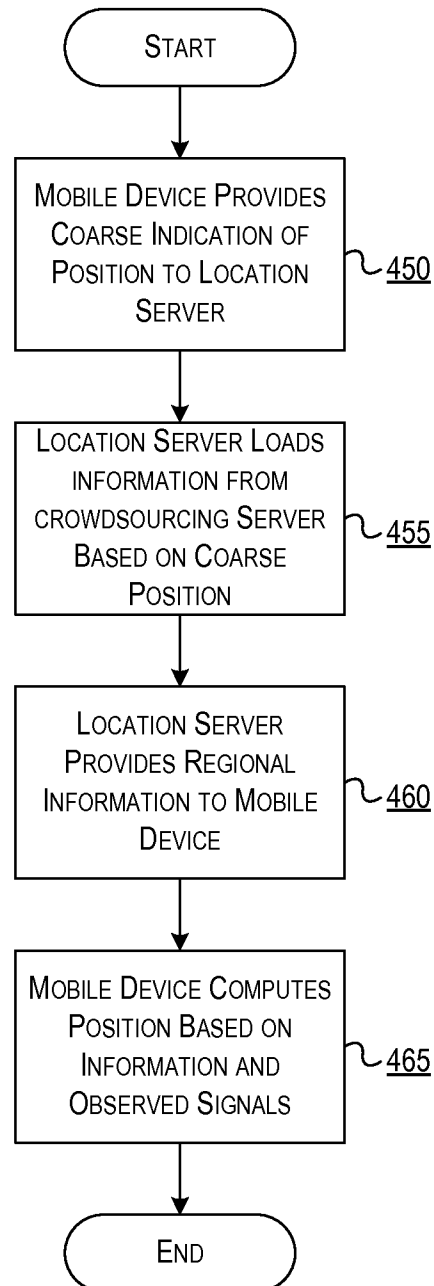 START
MOBILE DEVICE PROVIDES
COARSE INDICATION OF
POSITION TO LOCATION
SERVER
450
LOCATION SERVER LOADS
INFORMATION FROM
CROWDSOURCING SERVER
BASED ON COARSE
POSITION
455
LOCATION SERVER
PROVIDES REGIONAL
INFORMATION TO MOBILE
DEVICE
460
MOBILE DEVICE COMPUTES
POSITION BASED ON
INFORMATION AND
OBSERVED SIGNALS
465
END